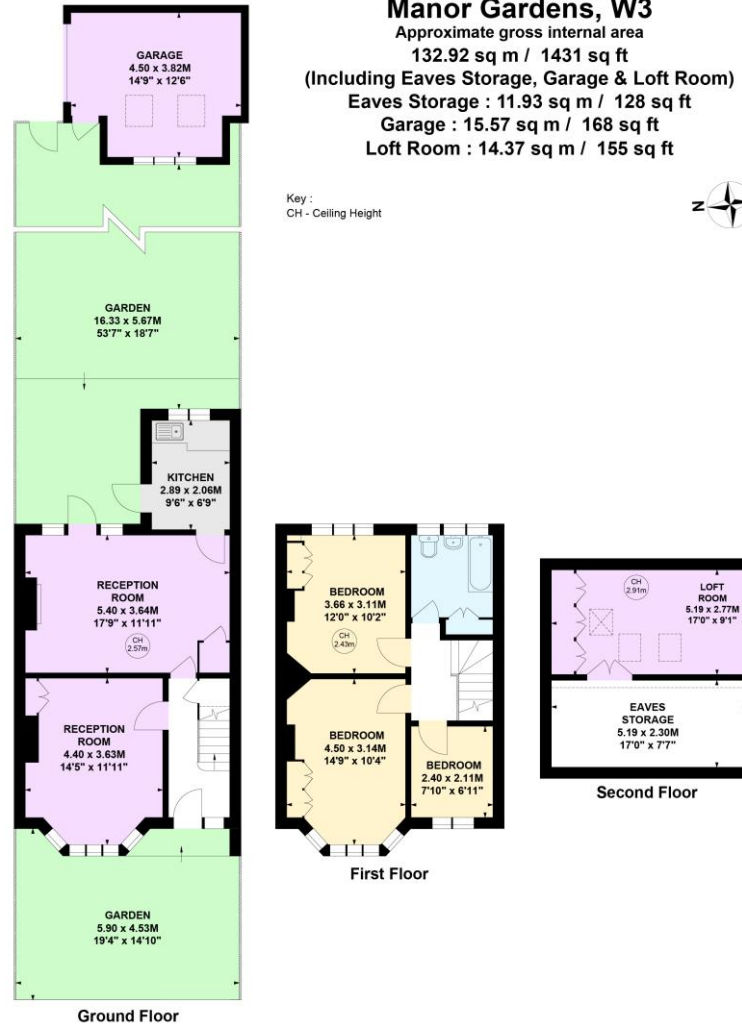 Manor Gardens, W3
Approximate gross internal area
132.92 sq m / 1431 sq ft
(Including Eaves Storage, Garage & Loft Room)
Eaves Storage : 11.93 sq m / 128 sq ft
Garage : 15.57 sq m / 168 sq ft
Loft Room : 14.37 sq m / 155 sq ft
Key :
CH - Ceiling Height
N
GARAGE
4.50 x 3.82M
14'9" x 12'6"
GARDEN
16.33 x 5.67M
53'7" x 18'7"
KITCHEN
2.89 x 2.06M
9'6" x 6'9"
RECEPTION
ROOM
5.40 x 3.64M
17'9" x 11'11"
CH
2.57m
RECEPTION
ROOM
4.40 x 3.63M
14'5" x 11'11"
GARDEN
5.90 x 4.53M
19'4" x 14'10"
Ground Floor
BEDROOM
3.66 x 3.11M
12'0" x 10'2"
CH
2.43m
BEDROOM
4.50 x 3.14M
14'9" x 10'4"
BEDROOM
2.40 x 2.11M
7'10" x 6'11"
First Floor
CH
2.91m
LOFT
ROOM
5.19 x 2.77M
17'0" x 9'1"
EAVES
STORAGE
5.19 x 2.30M
17'0" x 7'7"
Second Floor